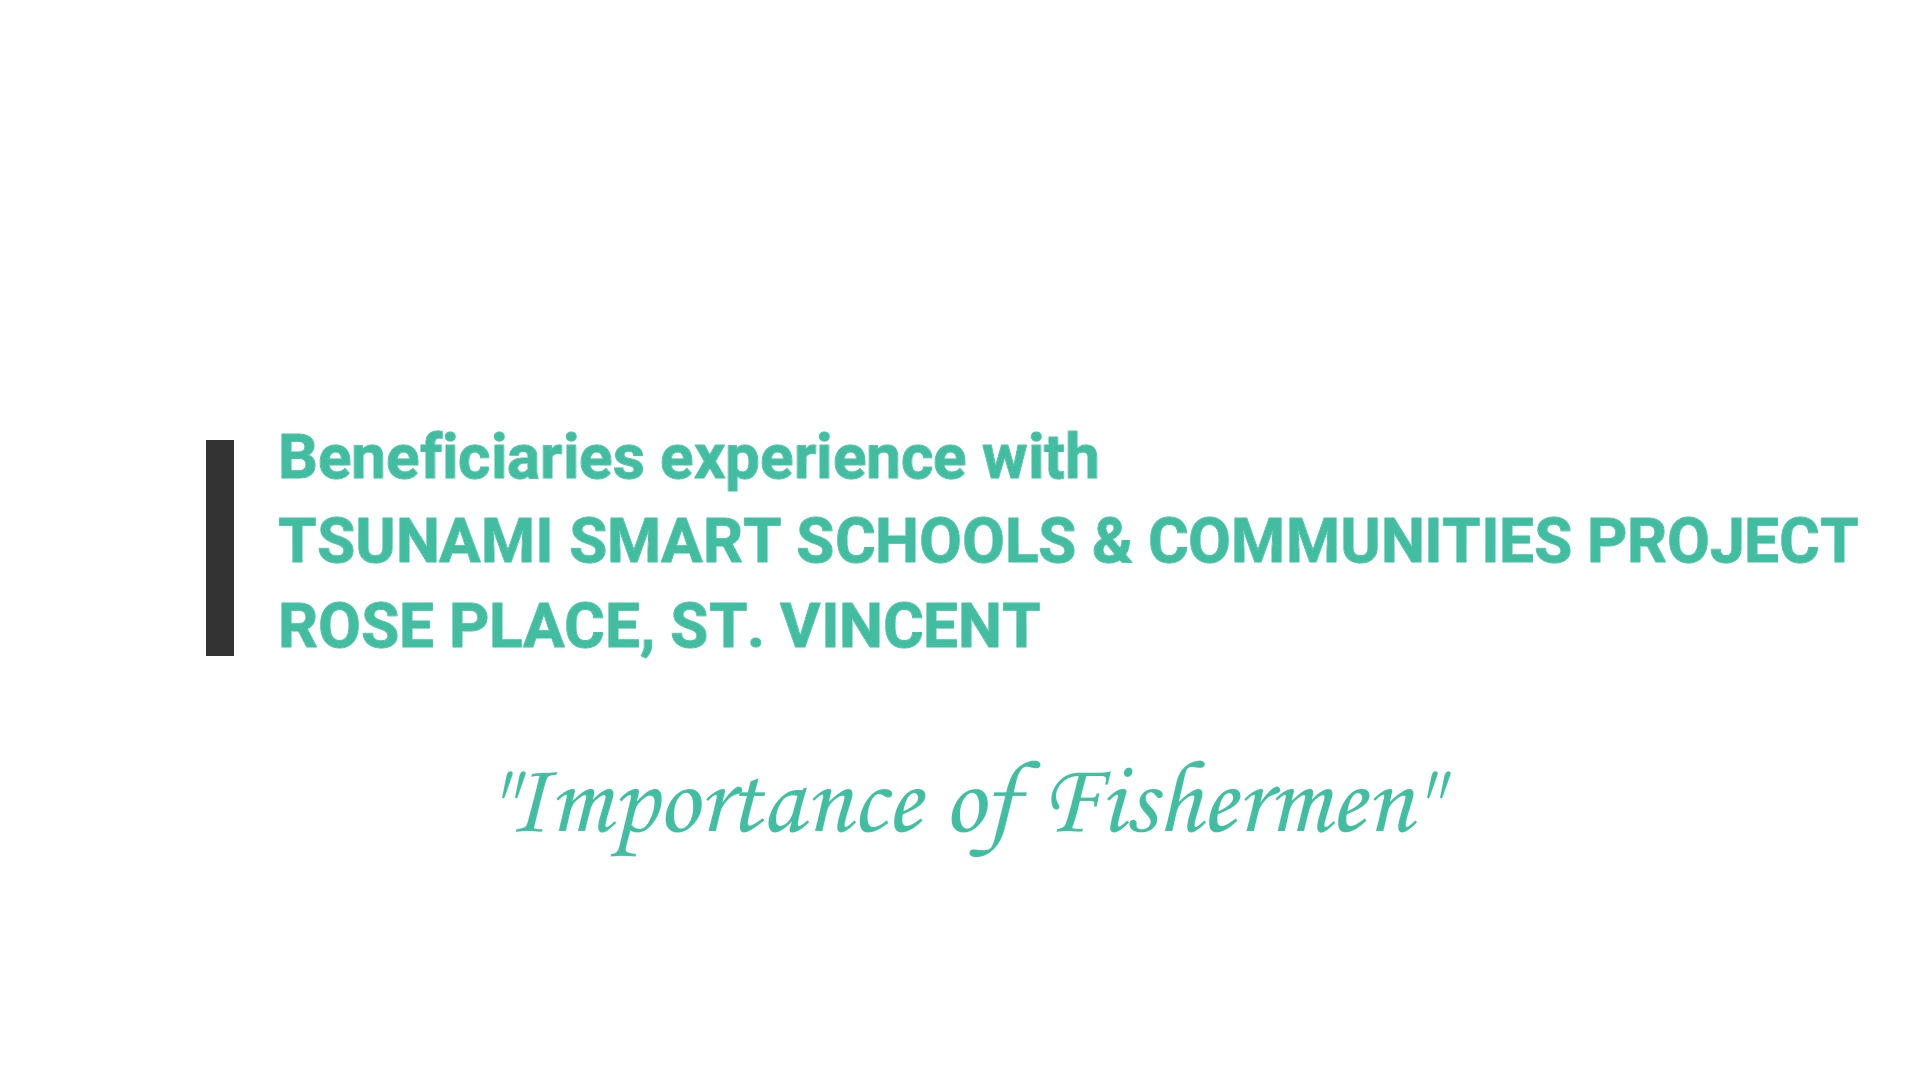 Beneficiaries experience with
TSUNAMI SMART SCHOOLS & COMMUNITIES PROJECT
ROSE PLACE, ST. VINCENT
"Importance of Fishermen"